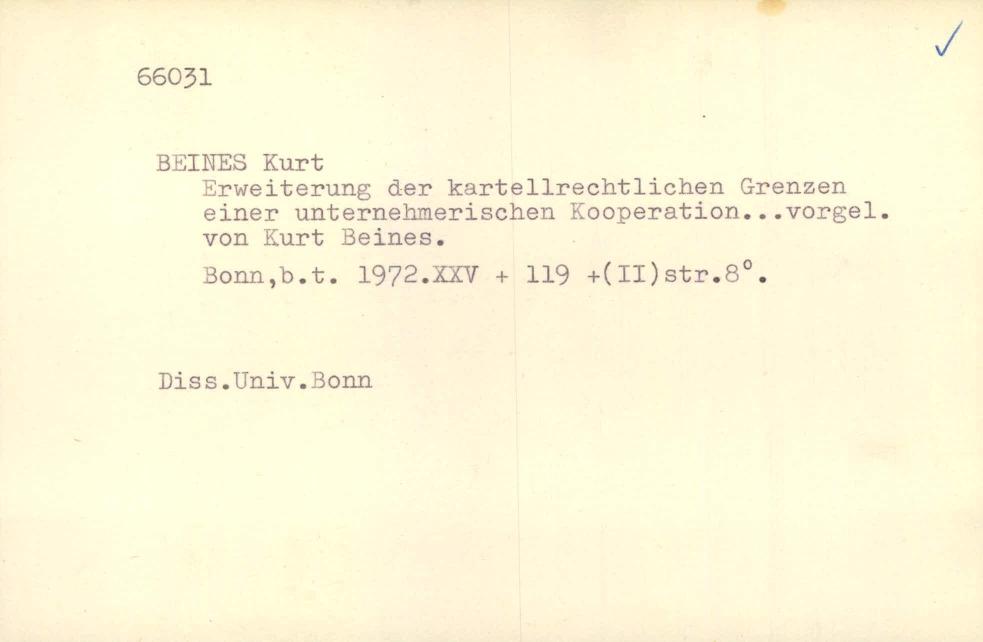 66031
BEINES Kurt
Erweiterung der kartellrechtlichen Grenzen
einer unternehmerischen Kooperation...vorgel.
von Kurt Beines.
Bonn,b.t. 1972.XXV + 119 +(II)str.8°.
Diss.Univ.Bonn